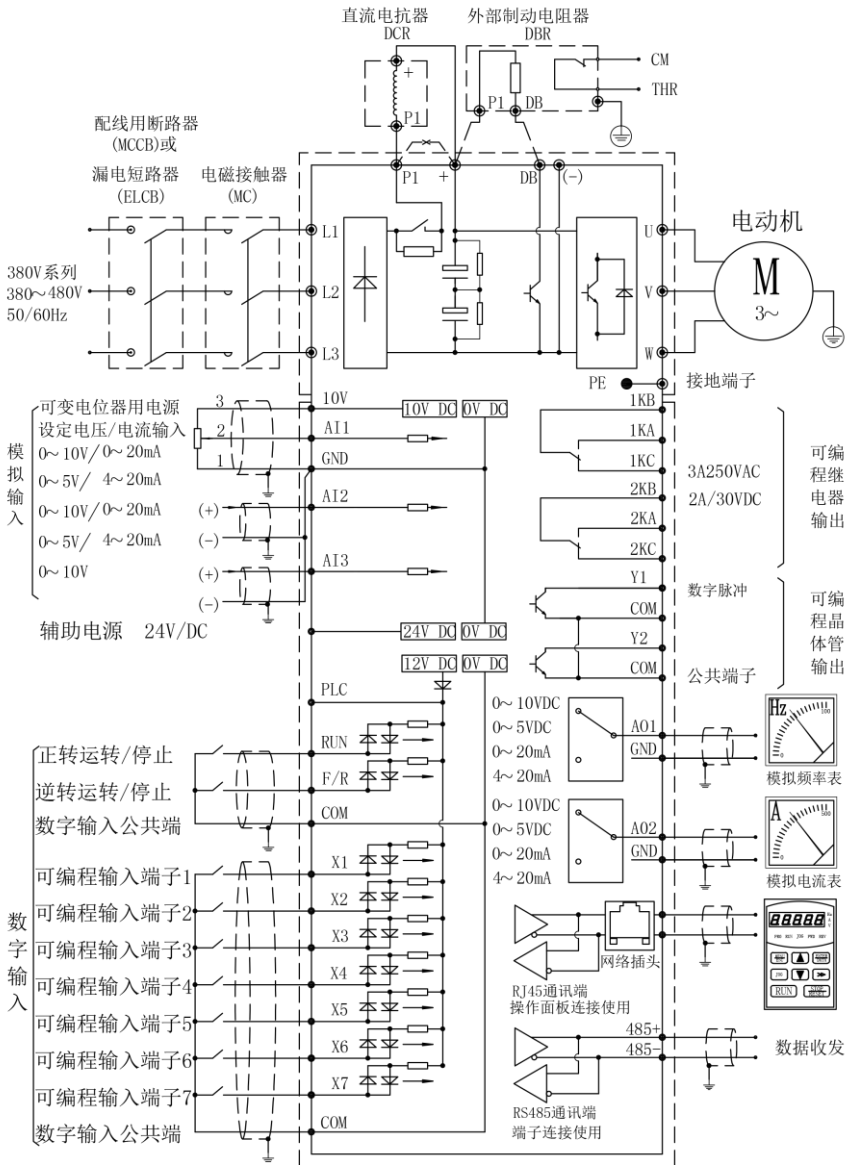 直流电抗器
DCR
外部制动电阻器
DBR
CM
THR
+
P1
P1
DB
配线用断路器
(MCCB)或
漏电短路器
(ELCB)
电磁接触器
(MC)
P1
+
DB
(-)
380V系列
380～480V
50/60Hz
L1
L2
L3
U
V
W
电动机
M
3~
PE
接地端子
模拟输入
可变电位器用电源
设定电压/电流输入
0～10V/0～20mA
0～5V/ 4～20mA
0～10V/0～20mA
0～5V/ 4～20mA
0～10V
3
2
1
(+)
(-)
(+)
(-)
10V
AI1
GND
AI2
AI3
10V DC
0V DC
辅助电源 24V/DC
24V DC
0V DC
12V DC
0V DC
PLC
1KB
1KA
1KC
2KB
2KA
2KC
3A250VAC
2A/30VDC
可编程继电器输出
Y1
COM
Y2
COM
数字脉冲
公共端子
可编程晶体管输出
0～10VDC
0～5VDC
0～20mA
4～20mA
AO1
GND
Hz
0
100
模拟频率表
0～10VDC
0～5VDC
0～20mA
4～20mA
AO2
GND
A
0
500
模拟电流表
数字输入
正转运转/停止
逆转运转/停止
数字输入公共端
可编程输入端子1
可编程输入端子2
可编程输入端子3
可编程输入端子4
可编程输入端子5
可编程输入端子6
可编程输入端子7
数字输入公共端
RUN
F/R
COM
X1
X2
X3
X4
X5
X6
X7
COM
网络插头
RJ45通讯端
操作面板连接使用
88888
RUN
STOP
RESET
485+
485-
数据收发
RS485通讯端
端子连接使用